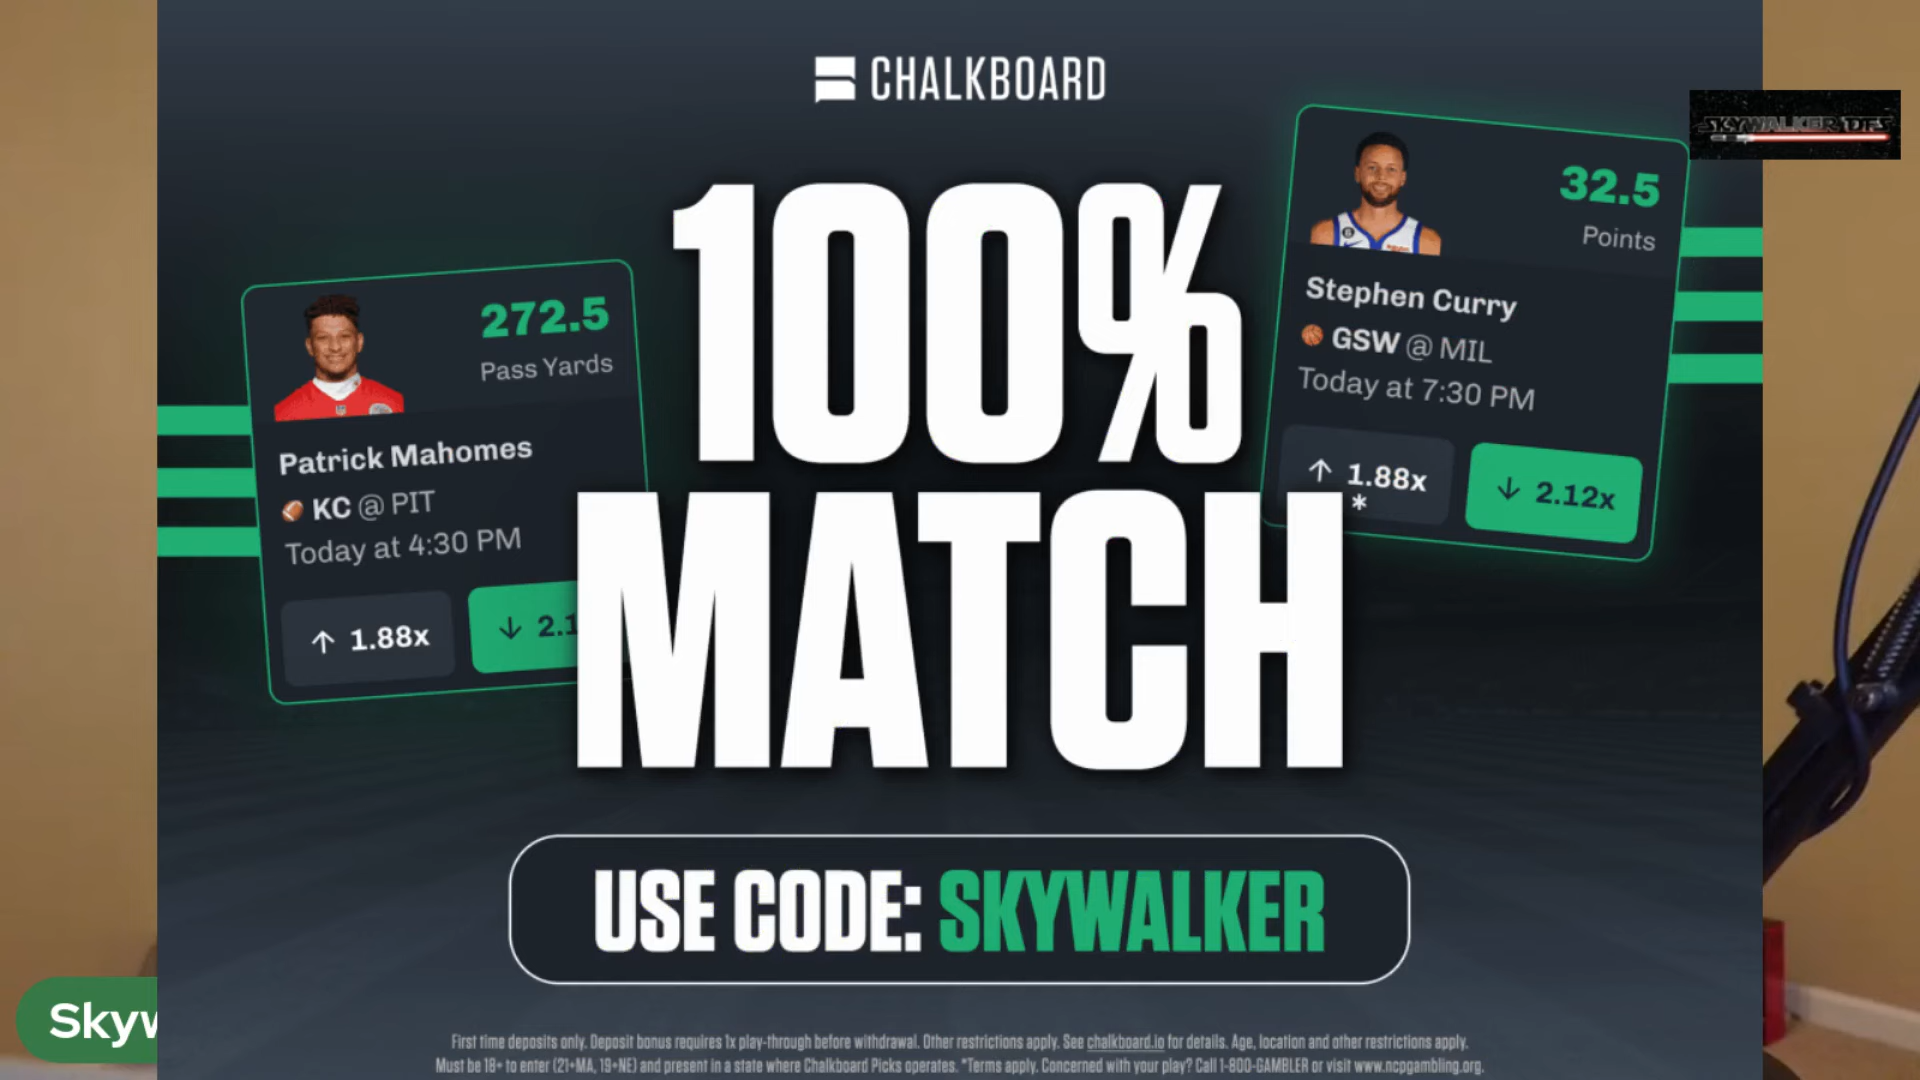 CHALKBOARD
SKYWALKER DFS
100%
MATCH
*
272.5
Pass Yards
Patrick Mahomes
KC @ PIT
Today at 4:30 PM
↑ 1.88x
↓ 2.1
32.5
Points
Stephen Curry
GSW @ MIL
Today at 7:30 PM
↑ 1.88x
↓ 2.12x
USE CODE: SKYWALKER
Skyw
First time deposits only. Deposit bonus requires 1x play-through before withdrawal. Other restrictions apply. See chalkboard.io for details. Age, location and other restrictions apply.
Must be 18+ to enter (21+MA, 19+NE) and present in a state where Chalkboard Picks operates. *Terms apply. Concerned with your play? Call 1-800-GAMBLER or visit www.ncpgambling.org.